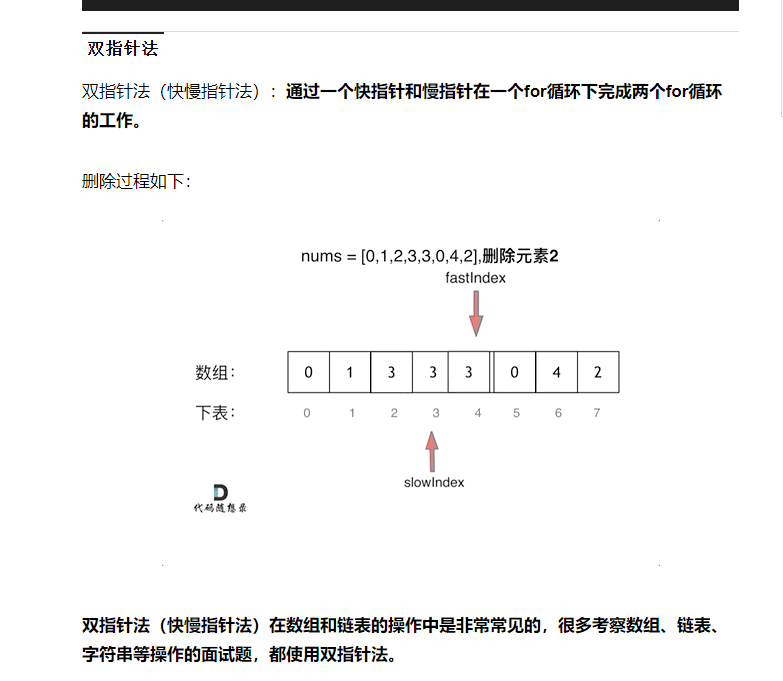 双指针法
双指针法（快慢指针法）：通过一个快指针和慢指针在一个for循环下完成两个for循环
的工作。
删除过程如下：
nums = [0,1,2,3,3,0,4,2],删除元素2
fastIndex
数组： 0 1 3 3 3 0 4 2
下表： 0 1 2 3 4 5 6 7
slowIndex
代码随想录
双指针法（快慢指针法）在数组和链表的操作中是非常常见的，很多考察数组、链表、
字符串等操作的面试题，都使用双指针法。